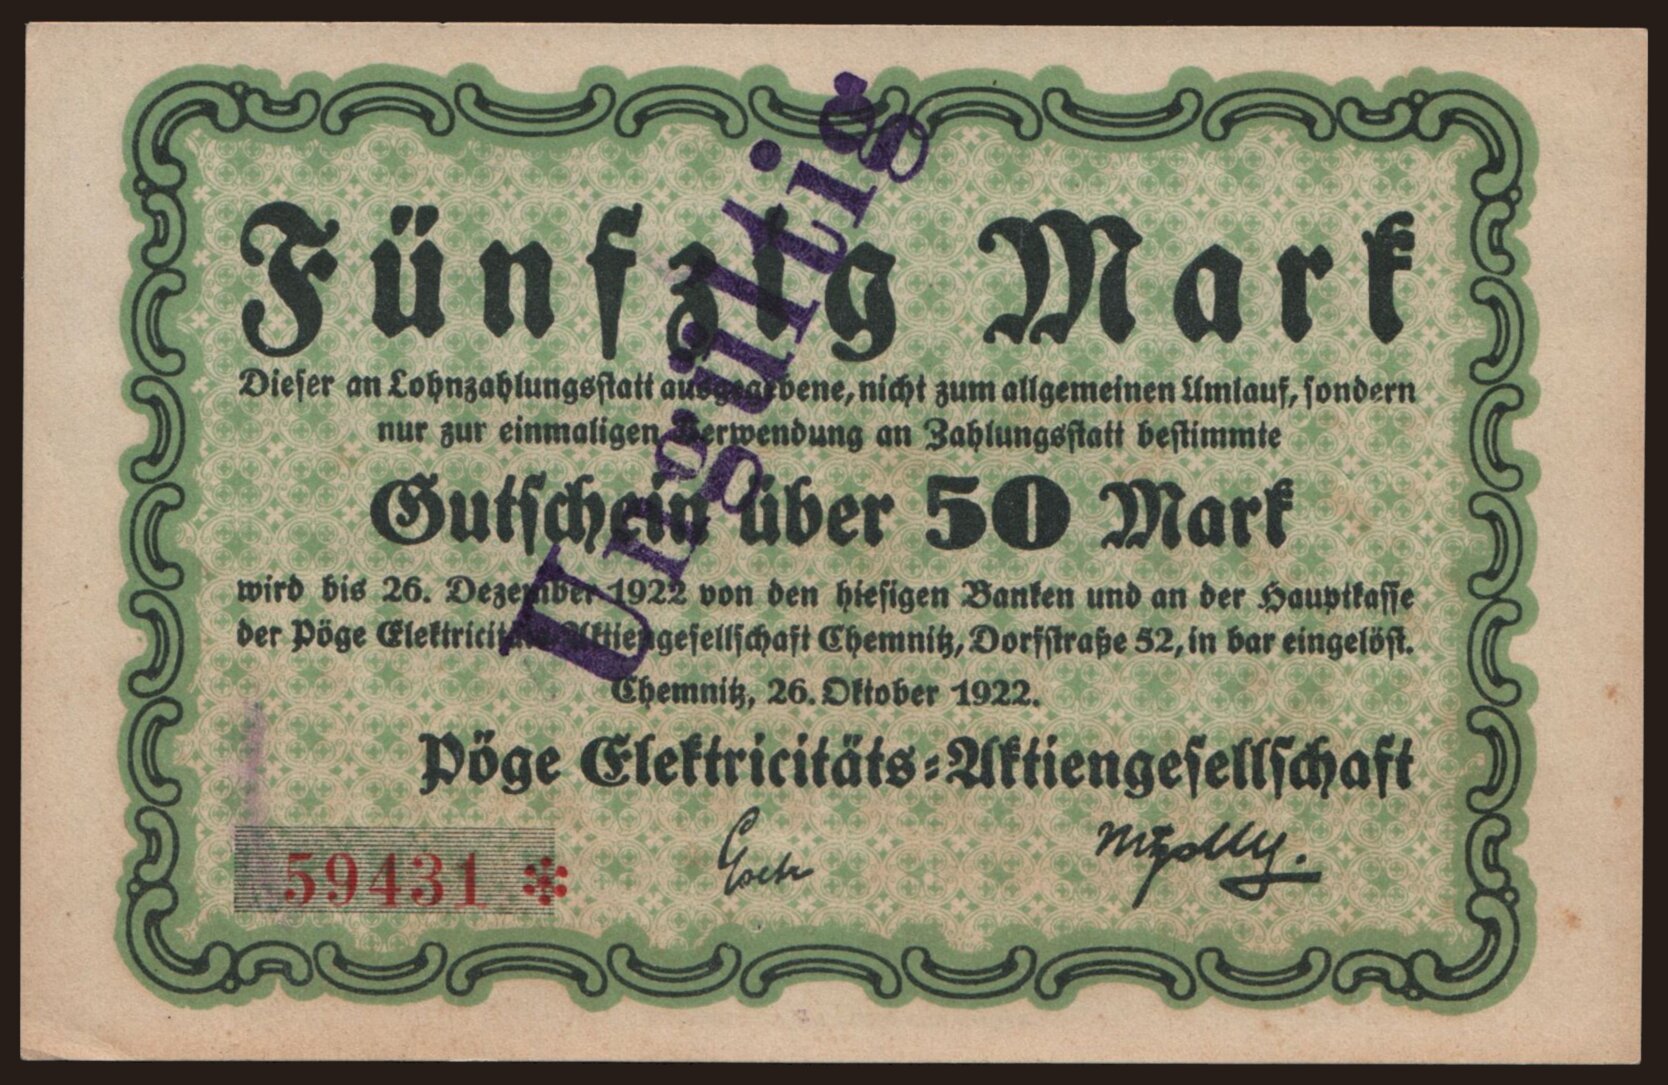 Fünfzig Mark
Dieser an Lohnzahlungsstatt ausgegebene, nicht zum allgemeinen Umlauf, sondern
nur zur einmaligen Verwendung an Zahlungsstatt bestimmte
Gutschein über 50 Mark
wird bis 26. Dezember 1922 von den hiesigen Banken und an der Hauptkasse
der Pöge Elektricitäts-Aktiengesellschaft Chemnitz, Dorfstraße 52, in bar eingelöst.
Chemnitz, 26. Oktober 1922.
Pöge Elektricitäts-Aktiengesellschaft
59431 *
Goetz
Ungültig